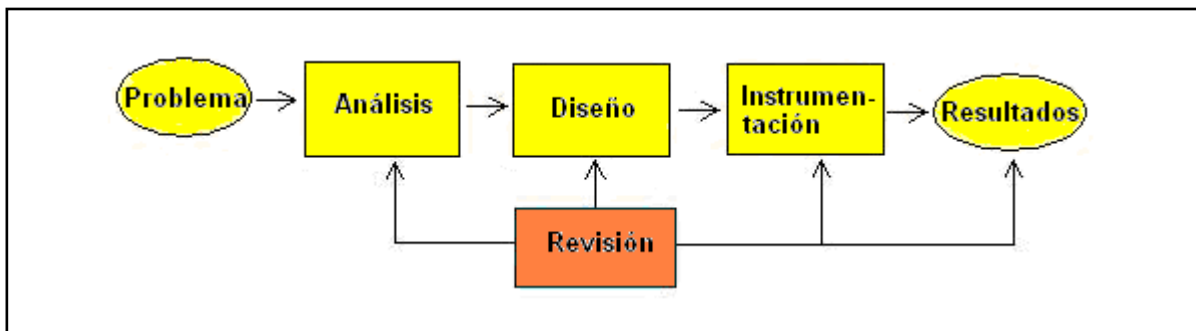 Problema
Análisis
Diseño
Instrumen-
tación
Resultados
Revisión